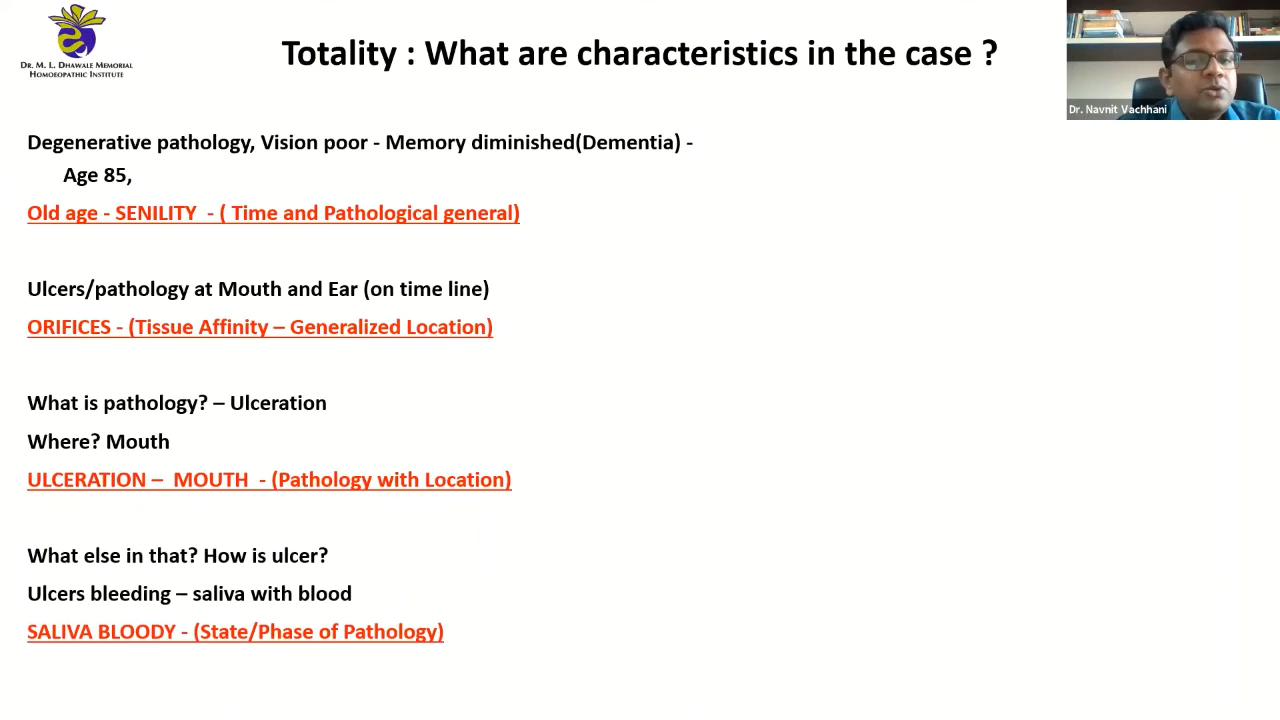 DR. M. L. DHAWALE MEMORIAL
HOMOEOPATHIC INSTITUTE
Totality : What are characteristics in the case ?
Dr. Navnit Vachhani
Degenerative pathology, Vision poor - Memory diminished(Dementia) -
Age 85,
Old age - SENILITY - ( Time and Pathological general)
Ulcers/pathology at Mouth and Ear (on time line)
ORIFICES - (Tissue Affinity – Generalized Location)
What is pathology? – Ulceration
Where? Mouth
ULCERATION – MOUTH - (Pathology with Location)
What else in that? How is ulcer?
Ulcers bleeding – saliva with blood
SALIVA BLOODY - (State/Phase of Pathology)